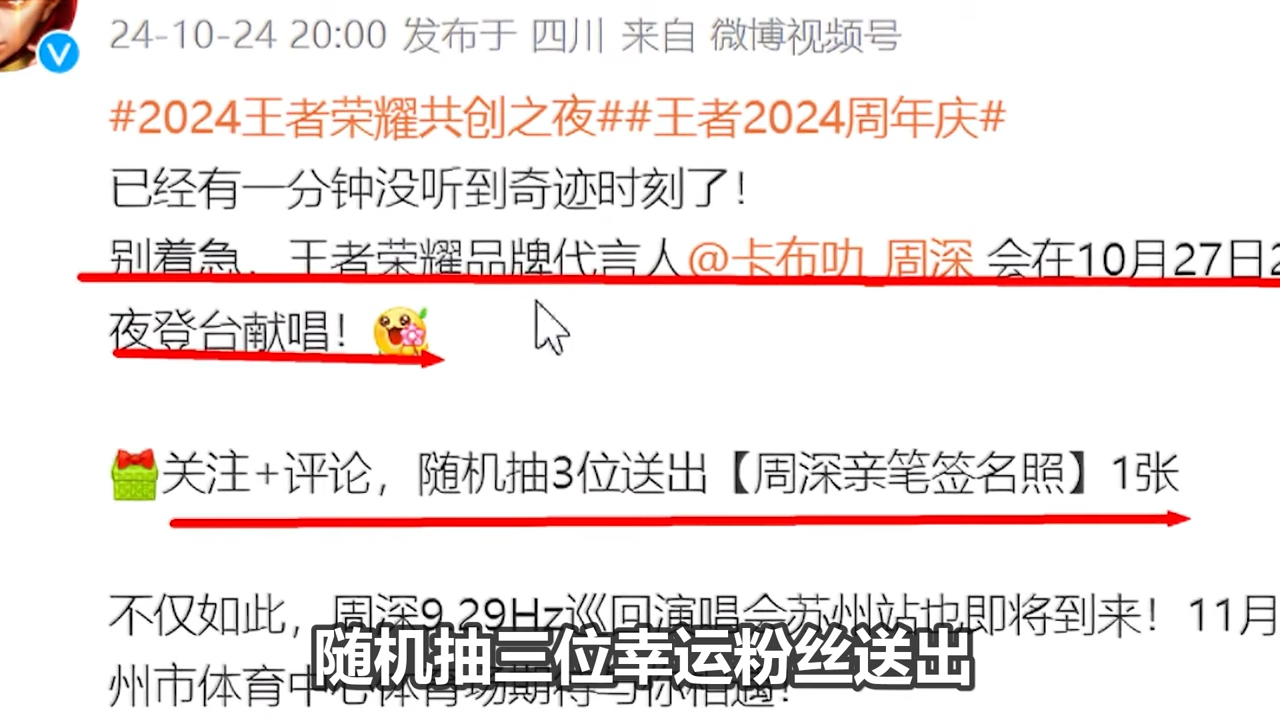 24-10-24 20:00 发布于 四川 来自 微博视频号
#2024王者荣耀共创之夜##王者2024周年庆#
已经有一分钟没听到奇迹时刻了！
别着急，王者荣耀品牌代言人@卡布叻_周深 会在10月27日2
夜登台献唱！
关注+评论，随机抽3位送出【周深亲笔签名照】1张
不仅如此，周深9.29Hz巡回演唱会苏州站也即将到来！11月
州市体育中心体育场期待与你相遇！
随机抽三位幸运粉丝送出